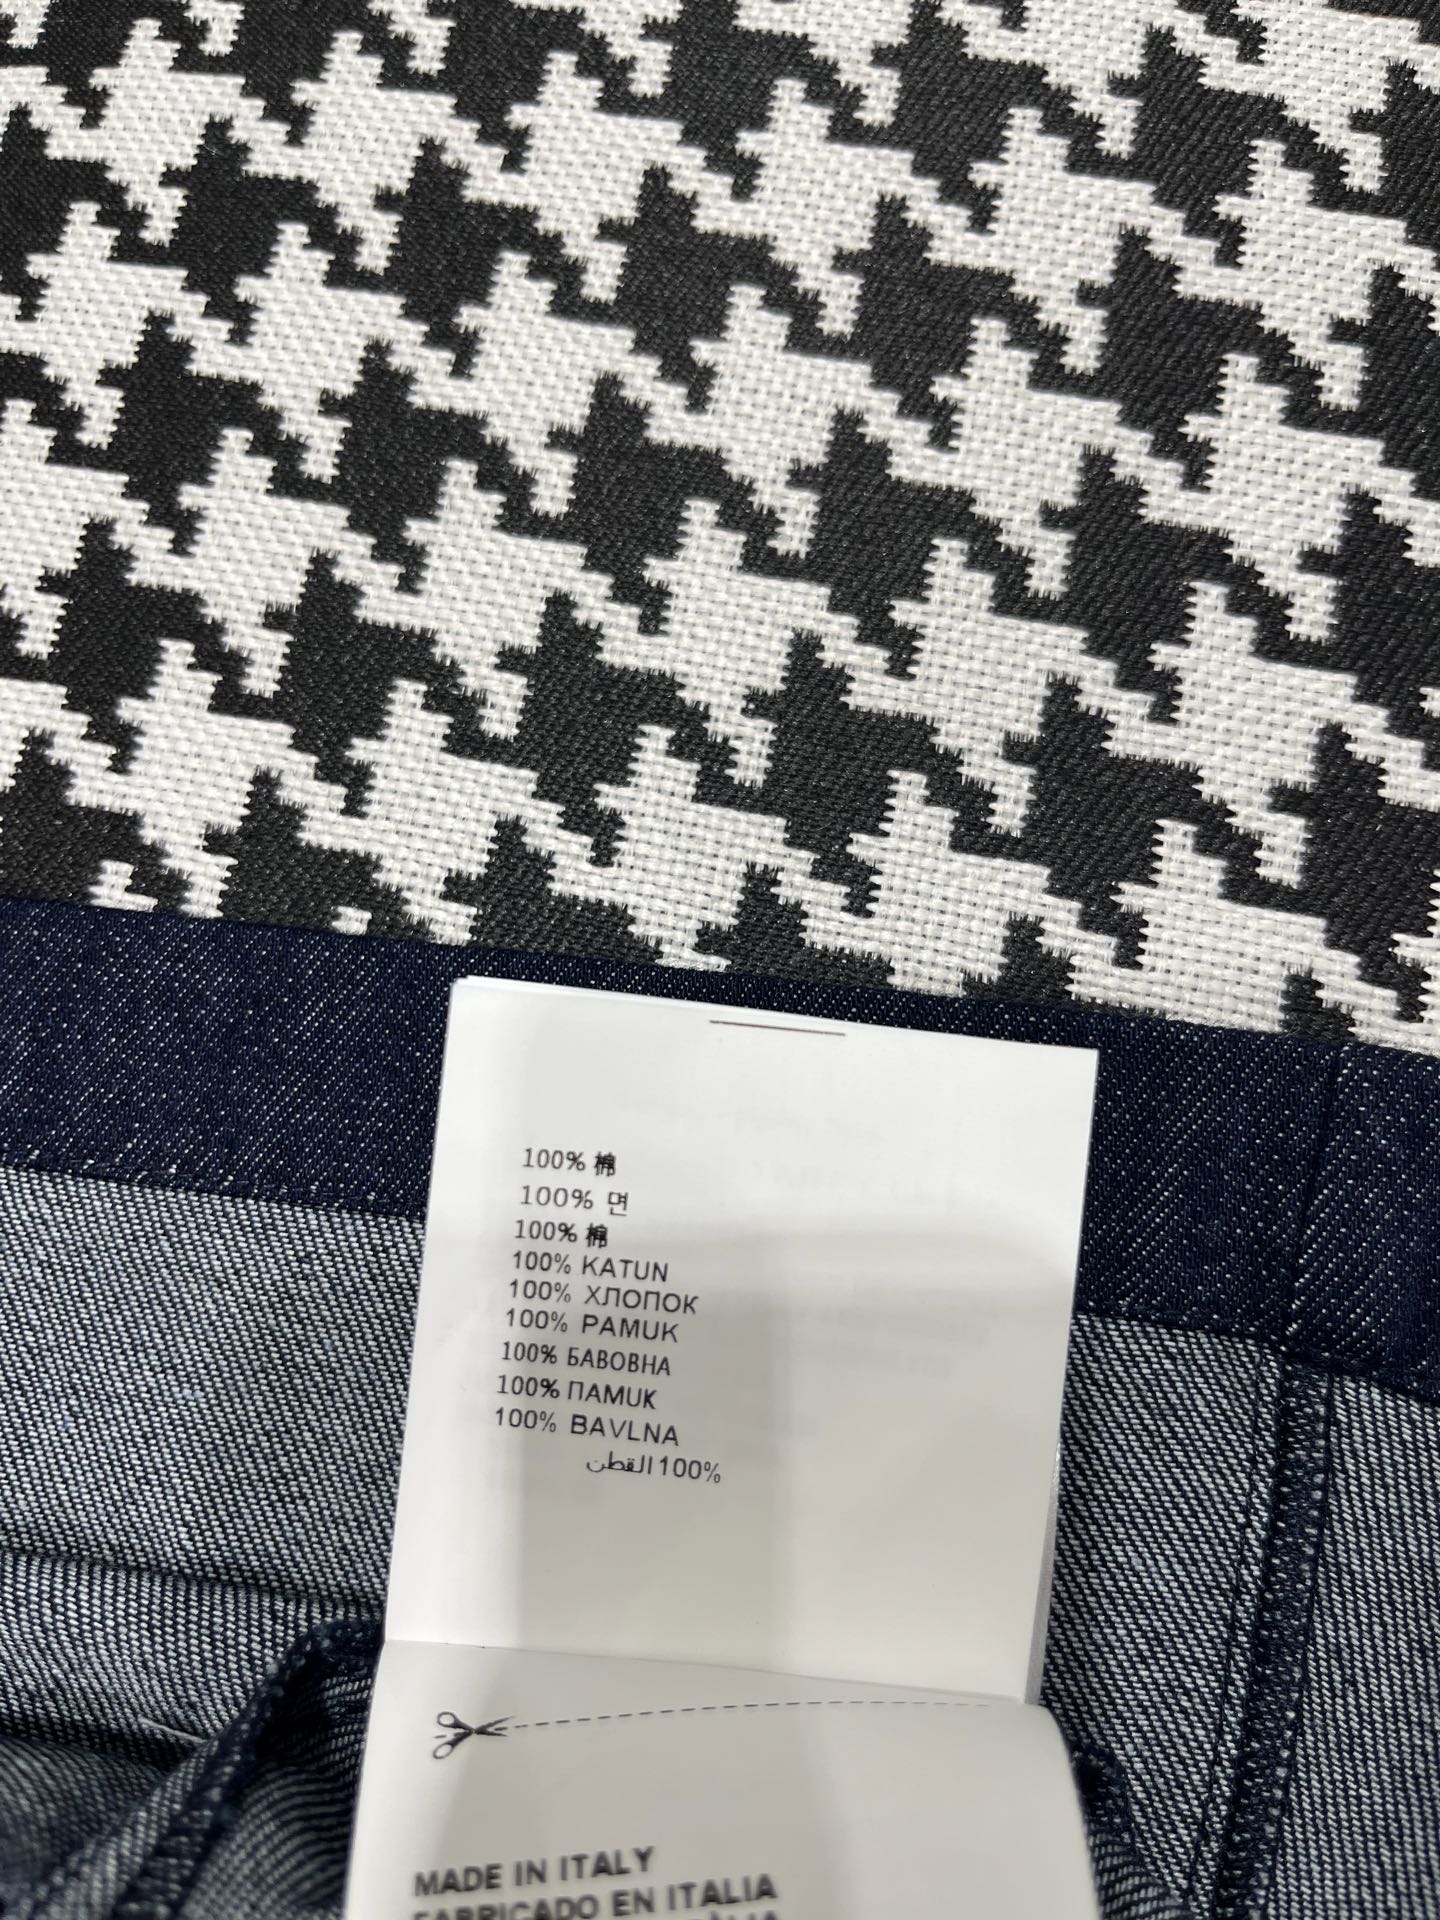 100% 棉
100% 면
100% 棉
100% KATUN
100% ХЛОПОК
100% PAMUK
100% БАВОВНА
100% ПАМUK
100% BAVLNA
100% القطن
MADE IN ITALY
FABRICADO EN ITALIA